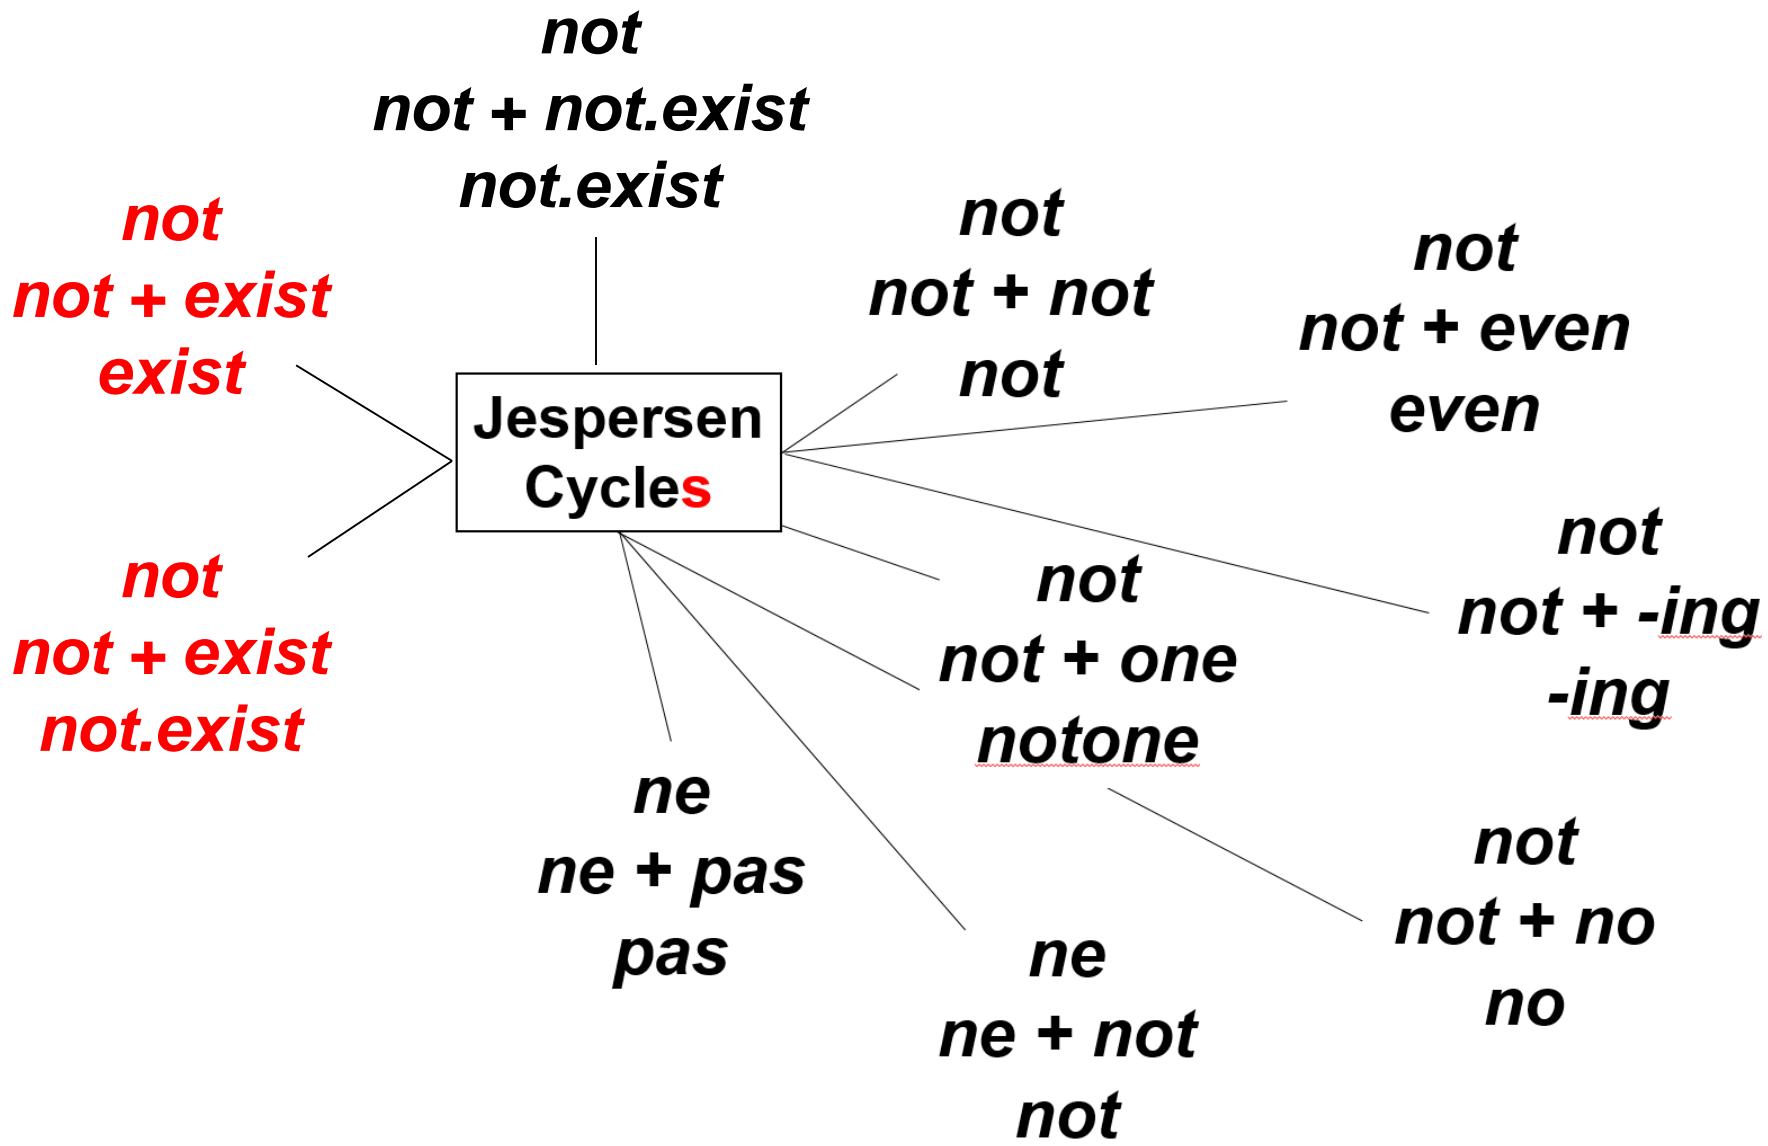 not
not + not.exist
not.exist
not
not + exist
exist
not
not + not
not
not
not + even
even
Jespersen
Cycles
not
not + exist
not.exist
not
not + one
notone
not
not + -ing
-ing
ne
ne + pas
pas
ne
ne + not
not
not
not + no
no